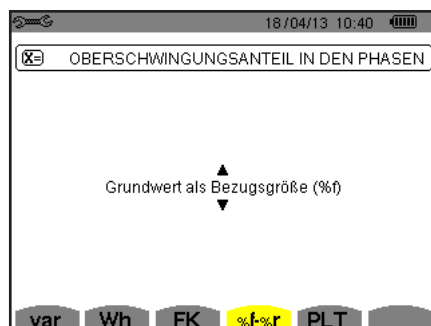 18/04/13 10:40
X= OBERSCHWINGUNGSANTEIL IN DEN PHASEN
Grundwert als Bezugsgröße (%f)
var Wh FK %f-%r PLT